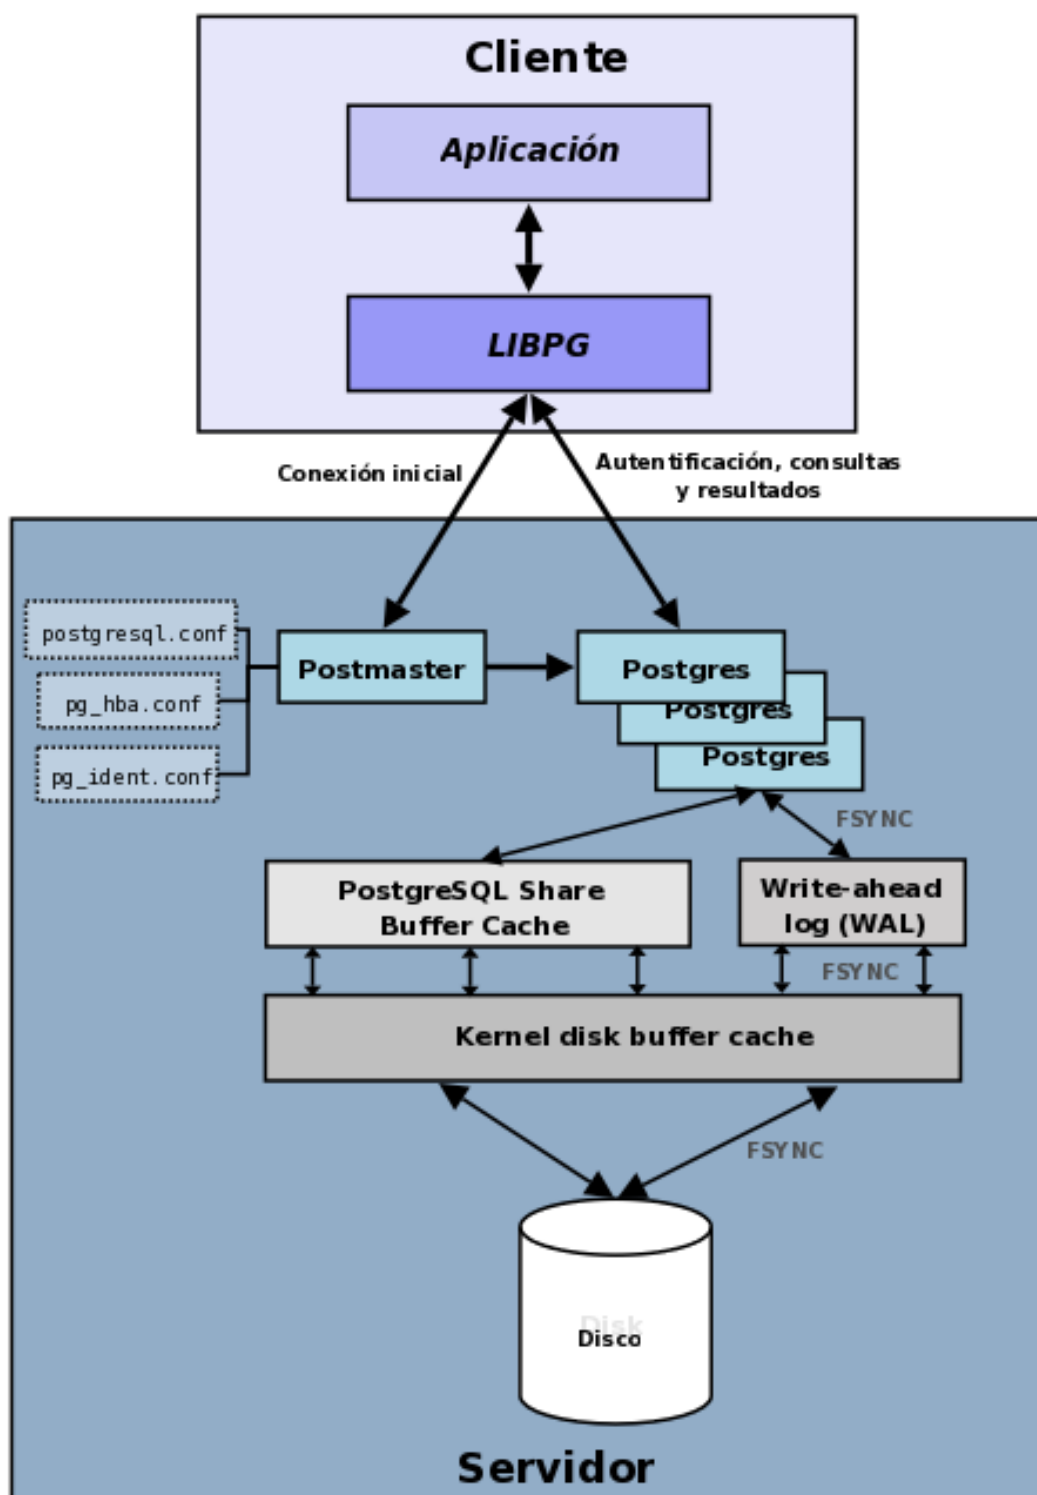 Cliente
Aplicación
LIBPG
Conexión inicial
Autentificación, consultas
y resultados
postgresql.conf
pg_hba.conf
pg_ident.conf
Postmaster
Postgres
Postgres
Postgres
FSYNC
PostgreSQL Share
Buffer Cache
Write-ahead
log (WAL)
FSYNC
Kernel disk buffer cache
FSYNC
Disk
Disco
Servidor